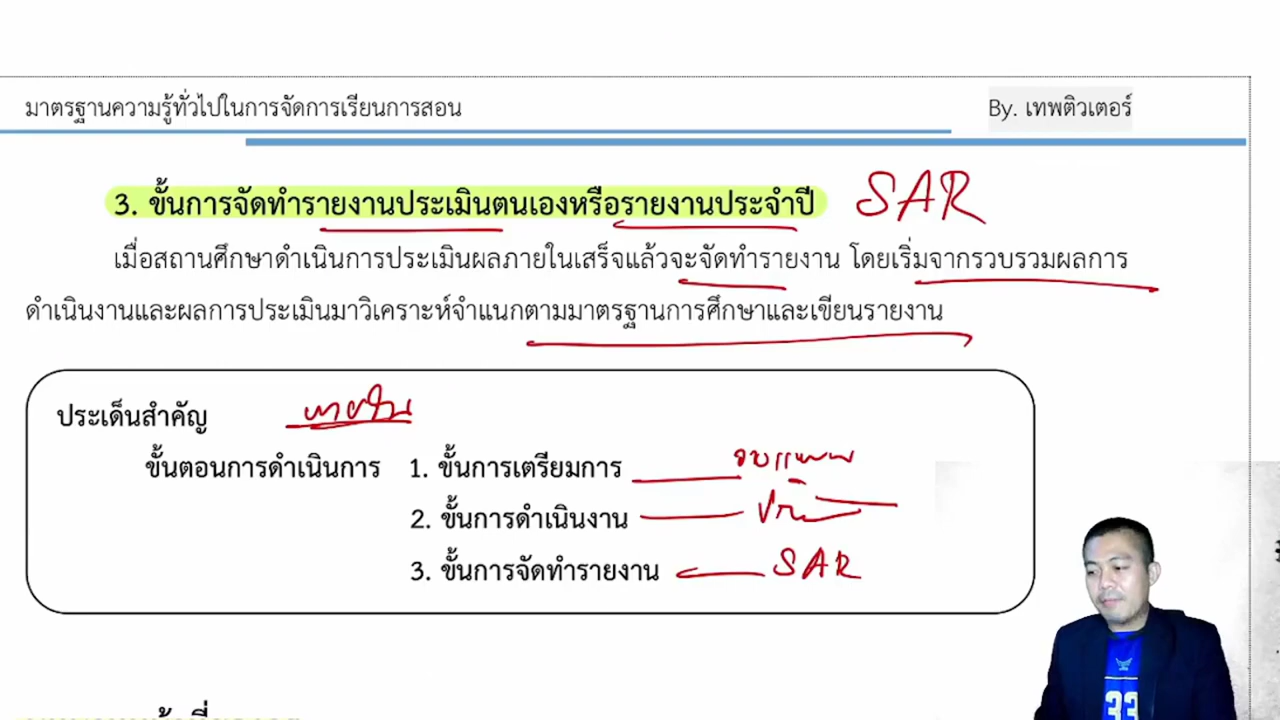 มาตรฐานความรู้ทั่วไปในการจัดการเรียนการสอน By. เทพติวเตอร์
3. ขั้นการจัดทำรายงานประเมินตนเองหรือรายงานประจำปี SAR
เมื่อสถานศึกษาดำเนินการประเมินผลภายในเสร็จแล้วจะจัดทำรายงาน โดยเริ่มจากรวบรวมผลการ
ดำเนินงานและผลการประเมินมาวิเคราะห์จำแนกตามมาตรฐานการศึกษาและเขียนรายงาน
ประเด็นสำคัญ ภายใน
ขั้นตอนการดำเนินการ 1. ขั้นการเตรียมการ
2. ขั้นการดำเนินงาน
3. ขั้นการจัดทำรายงาน SAR
33